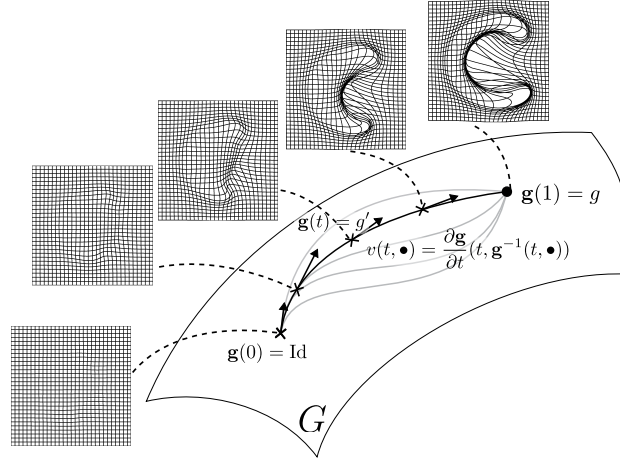 g(1) = g
g(t) = g′
v(t, •) = ∂g/∂t (t, g⁻¹(t, •))
g(0) = Id
G